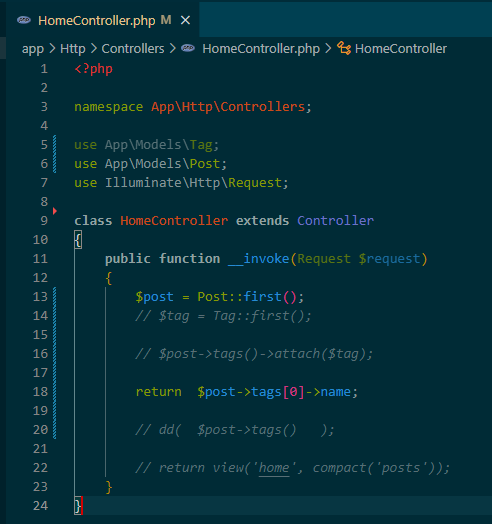 HomeController.php M ×
app > Http > Controllers > HomeController.php > HomeController
1 <?php
2
3 namespace App\Http\Controllers;
4
5 use App\Models\Tag;
6 use App\Models\Post;
7 use Illuminate\Http\Request;
8
9 class HomeController extends Controller
10 {
11     public function __invoke(Request $request)
12     {
13         $post = Post::first();
14         // $tag = Tag::first();
15
16         // $post->tags()->attach($tag);
17
18         return  $post->tags[0]->name;
19
20         // dd(  $post->tags()   );
21
22         // return view('home', compact('posts'));
23     }
24 }